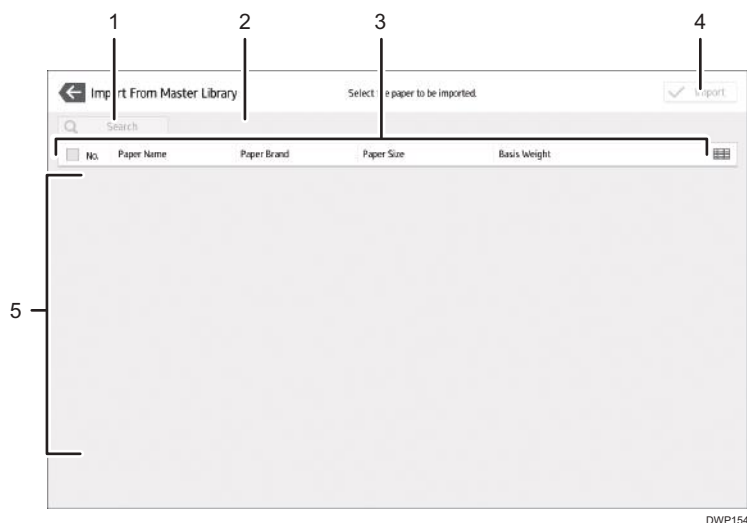 1 2 3 4
Import From Master Library Select the paper to be imported. Import
Search
No. Paper Name Paper Brand Paper Size Basis Weight
5
DWP154